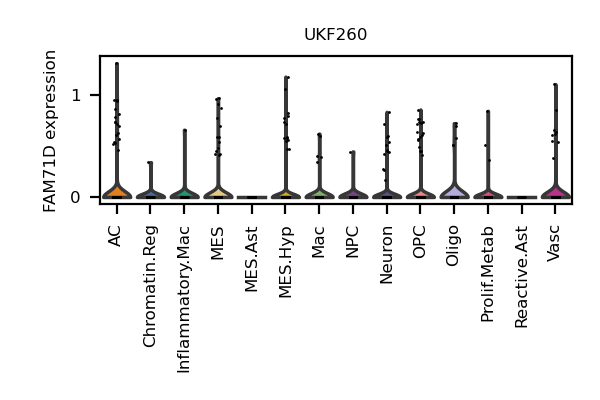 UKF260
FAM71D expression
1
0
AC
Chromatin.Reg
Inflammatory.Mac
MES
MES.Ast
MES.Hyp
Mac
NPC
Neuron
OPC
Oligo
Prolif.Metab
Reactive.Ast
Vasc